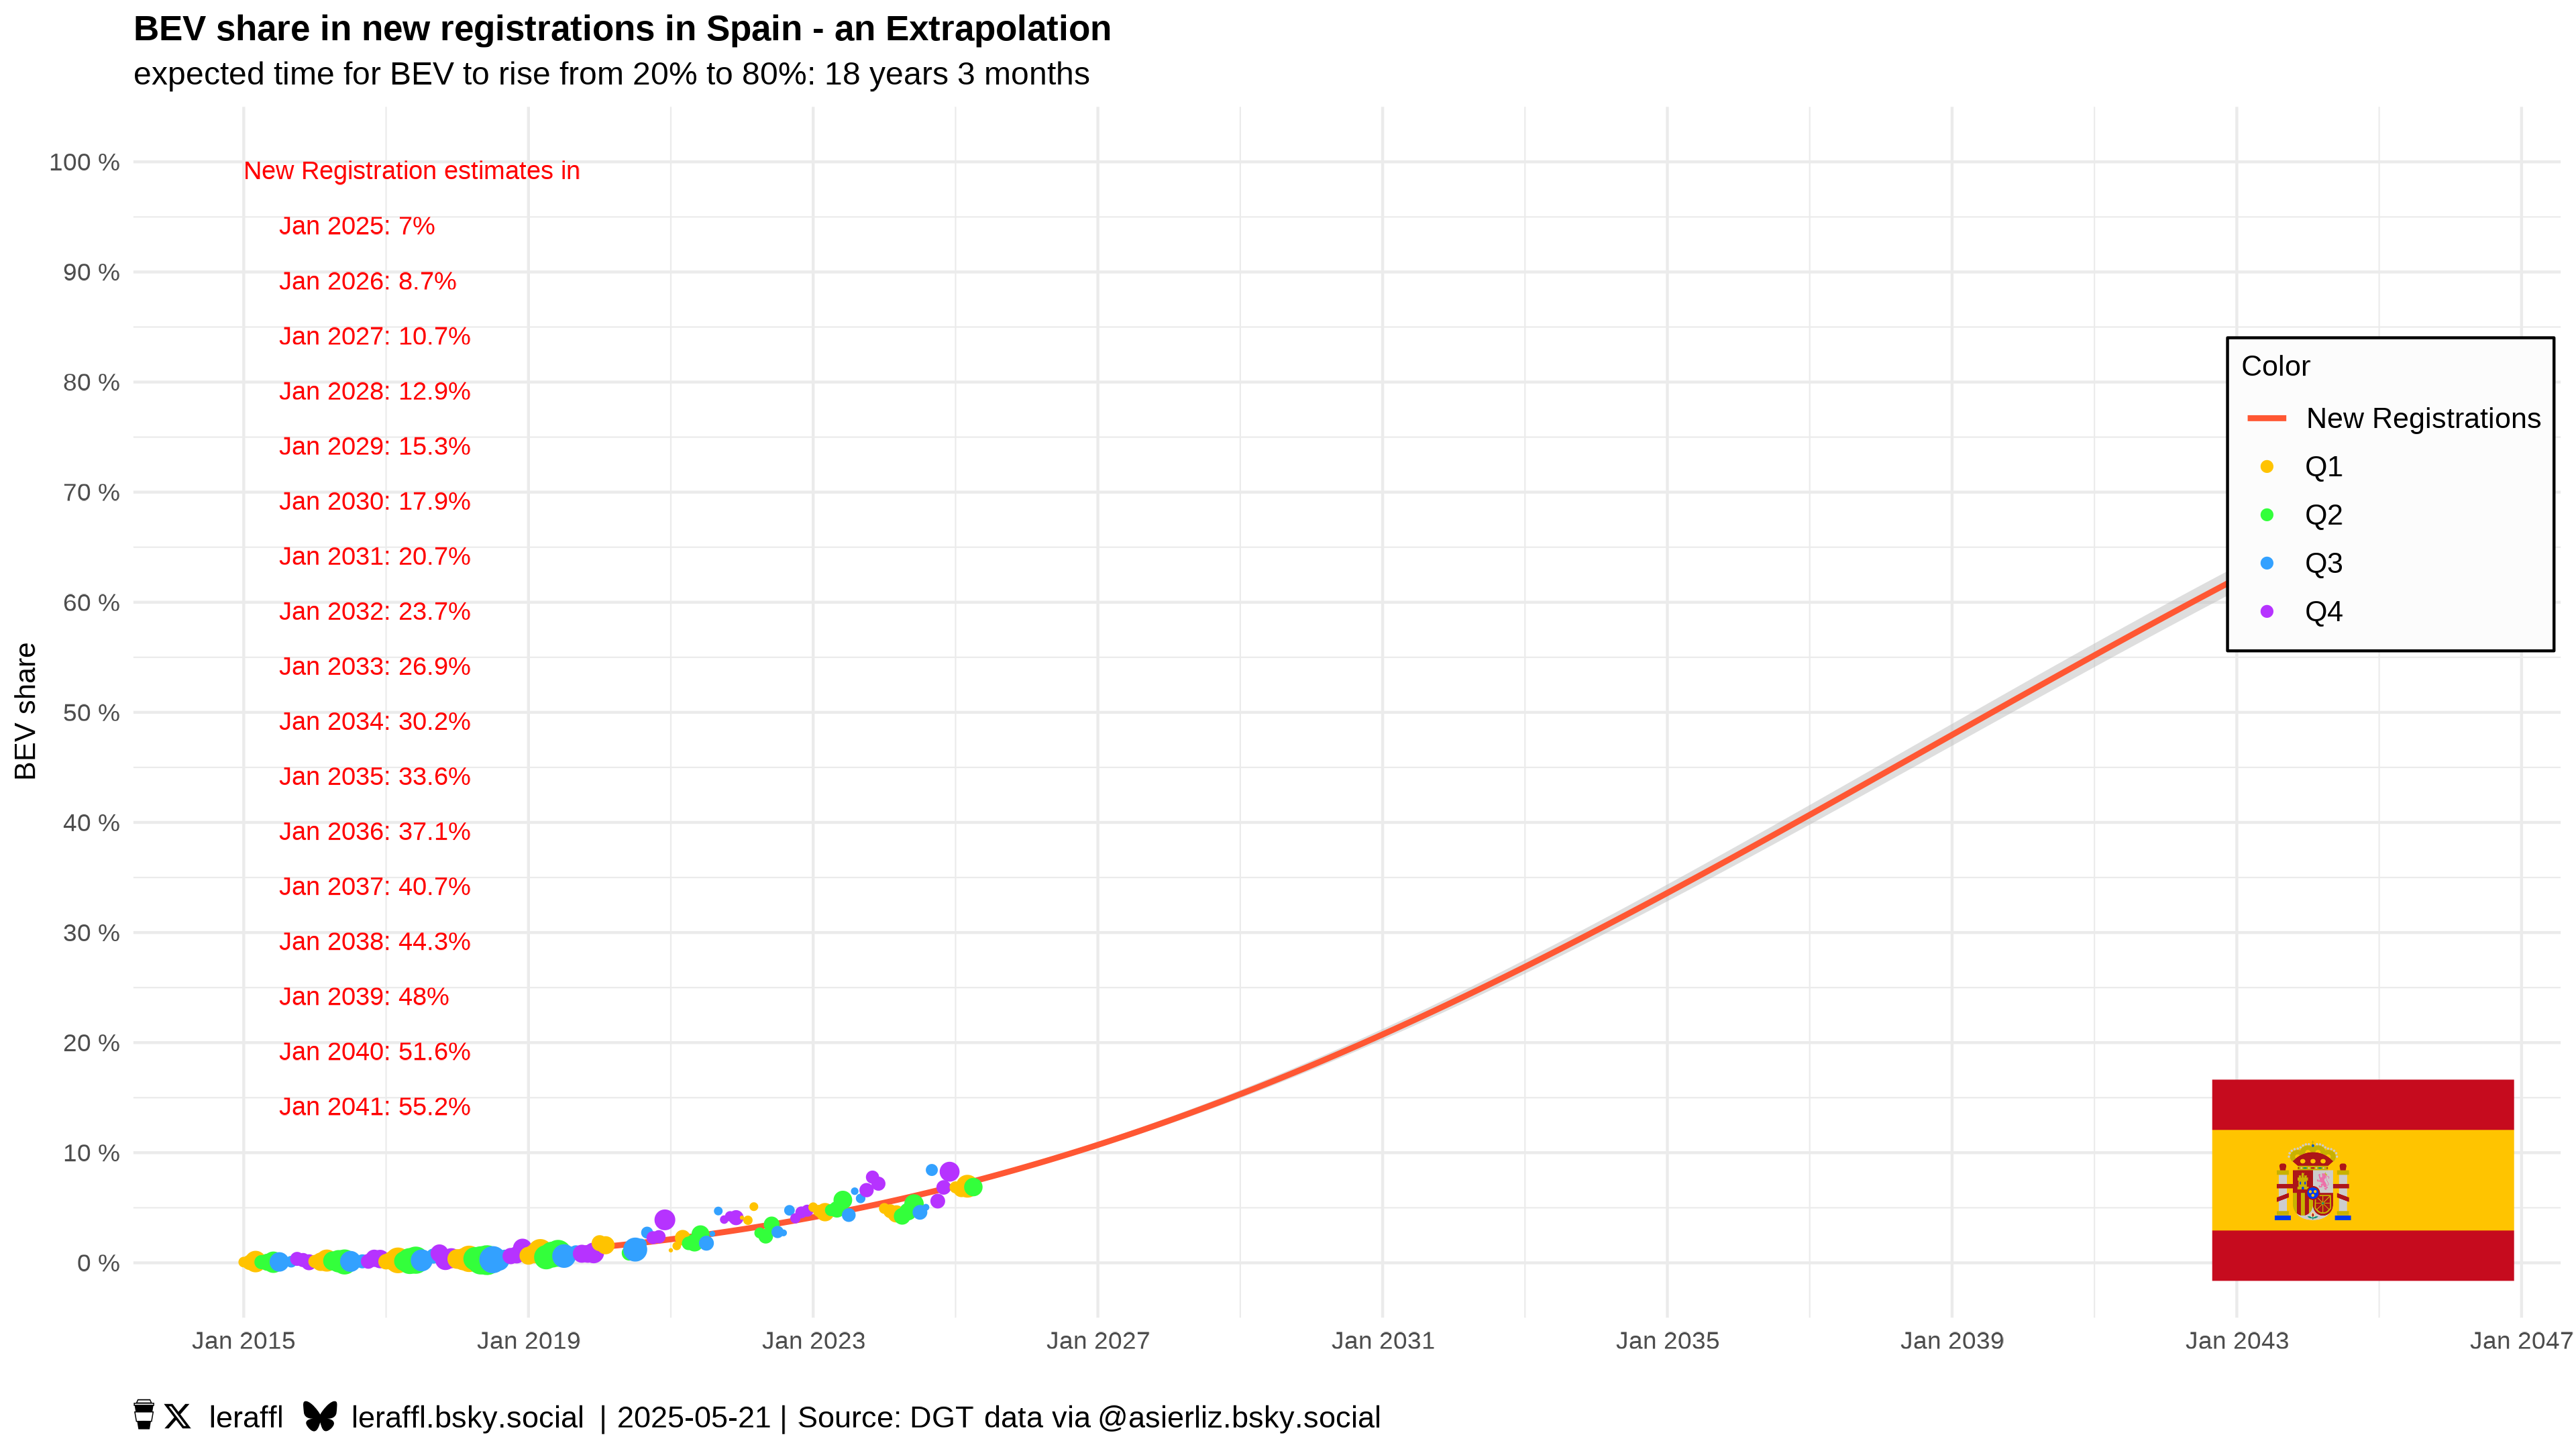 BEV share in new registrations in Spain - an Extrapolation
expected time for BEV to rise from 20% to 80%: 18 years 3 months
BEV share
100 %
90 %
80 %
70 %
60 %
50 %
40 %
30 %
20 %
10 %
0 %
New Registration estimates in
Jan 2025: 7%
Jan 2026: 8.7%
Jan 2027: 10.7%
Jan 2028: 12.9%
Jan 2029: 15.3%
Jan 2030: 17.9%
Jan 2031: 20.7%
Jan 2032: 23.7%
Jan 2033: 26.9%
Jan 2034: 30.2%
Jan 2035: 33.6%
Jan 2036: 37.1%
Jan 2037: 40.7%
Jan 2038: 44.3%
Jan 2039: 48%
Jan 2040: 51.6%
Jan 2041: 55.2%
Color
New Registrations
Q1
Q2
Q3
Q4
Jan 2015 Jan 2019 Jan 2023 Jan 2027 Jan 2031 Jan 2035 Jan 2039 Jan 2043 Jan 2047
leraffl leraffl.bsky.social | 2025-05-21 | Source: DGT data via @asierliz.bsky.social